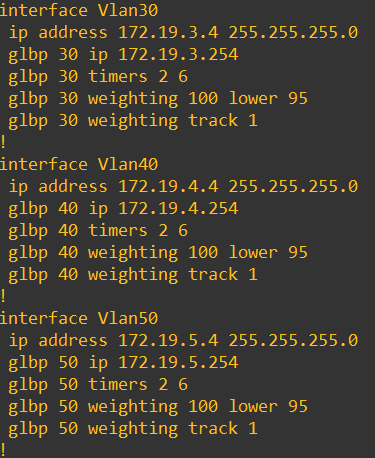 interface Vlan30
 ip address 172.19.3.4 255.255.255.0
 glbp 30 ip 172.19.3.254
 glbp 30 timers 2 6
 glbp 30 weighting 100 lower 95
 glbp 30 weighting track 1
!
interface Vlan40
 ip address 172.19.4.4 255.255.255.0
 glbp 40 ip 172.19.4.254
 glbp 40 timers 2 6
 glbp 40 weighting 100 lower 95
 glbp 40 weighting track 1
!
interface Vlan50
 ip address 172.19.5.4 255.255.255.0
 glbp 50 ip 172.19.5.254
 glbp 50 timers 2 6
 glbp 50 weighting 100 lower 95
 glbp 50 weighting track 1
!